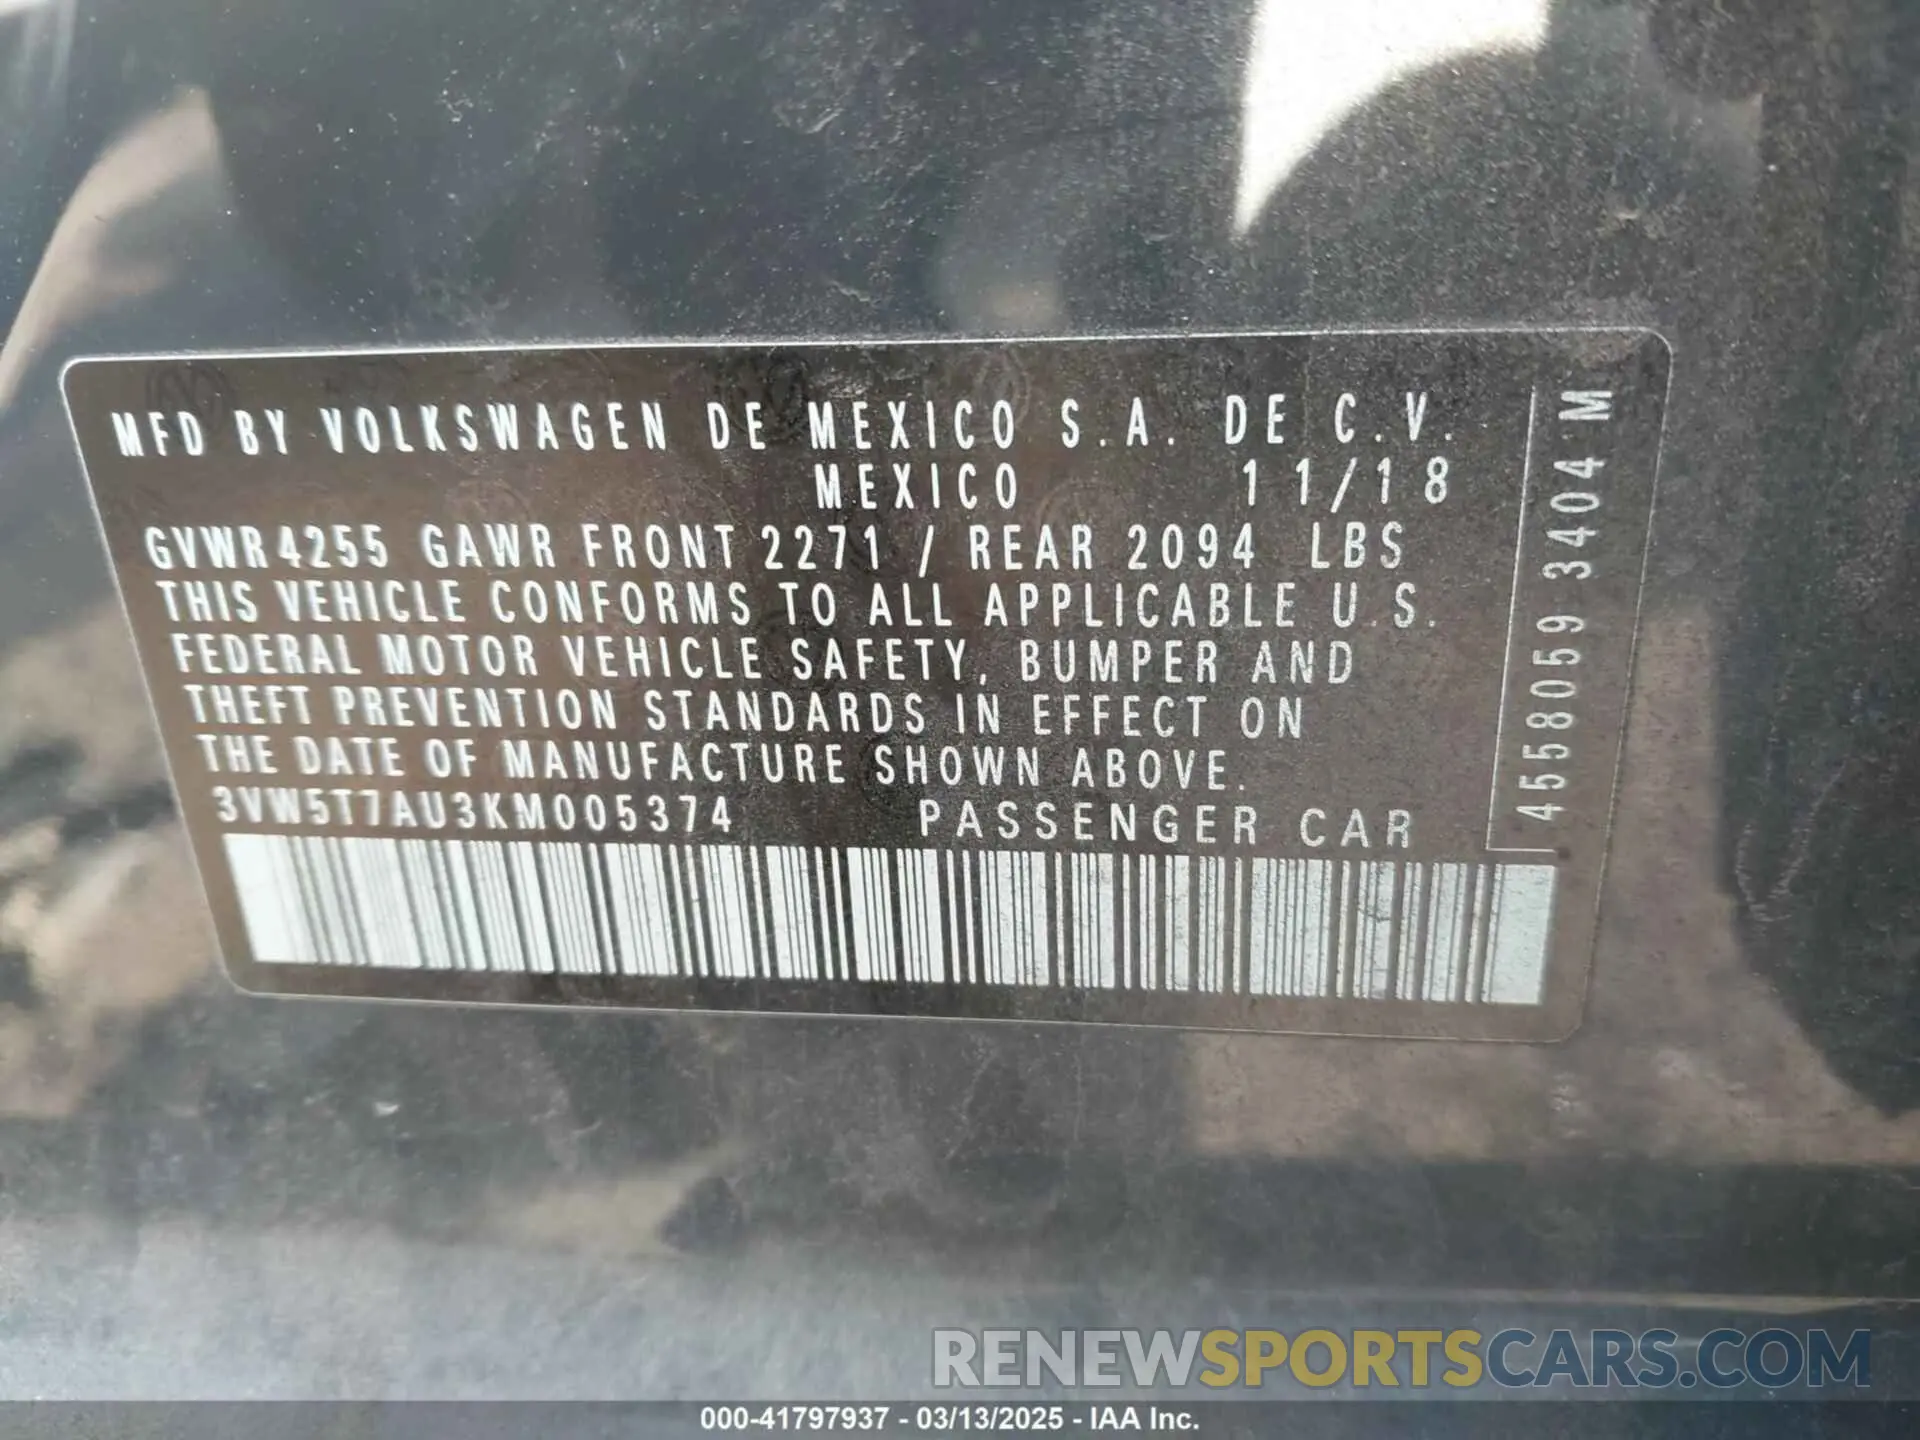 MFD BY VOLKSWAGEN DE MEXICO S.A. DE C.V.
MEXICO 11/18
GVWR 4255 GAWR FRONT 2271 / REAR 2094 LBS
THIS VEHICLE CONFORMS TO ALL APPLICABLE U.S.
FEDERAL MOTOR VEHICLE SAFETY, BUMPER AND
THEFT PREVENTION STANDARDS IN EFFECT ON
THE DATE OF MANUFACTURE SHOWN ABOVE.
3VW5T7AU3KM005374 PASSENGER CAR
4558059 3404 M
RENEWSPORTSCARS.COM
000-41797937 - 03/13/2025 - IAA Inc.